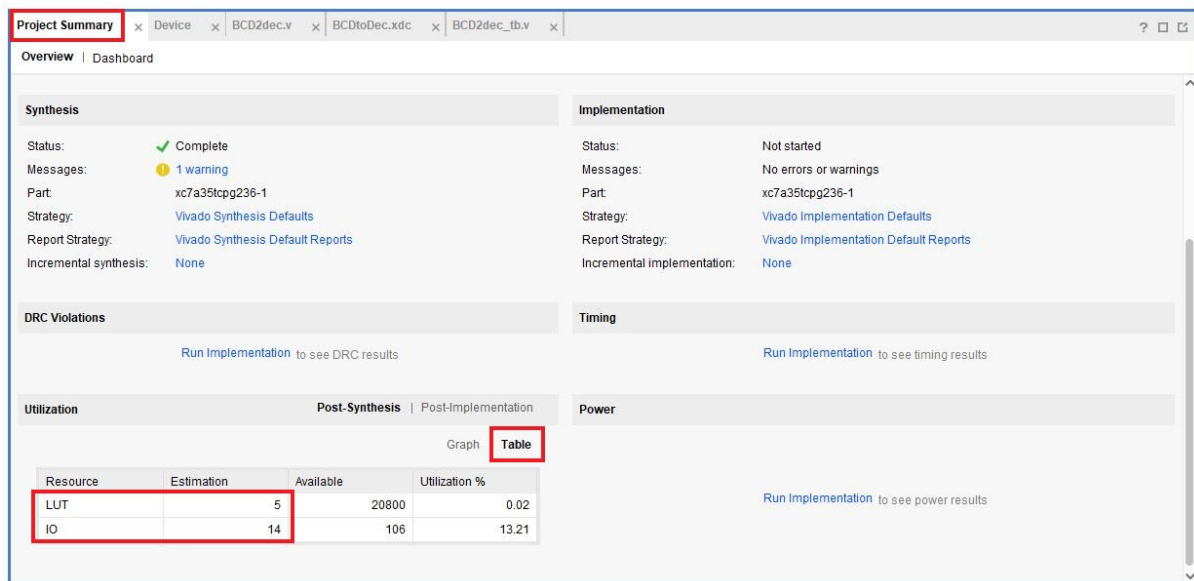 Project Summary × Device × BCD2dec.v × BCDtoDec.xdc × BCD2dec_tb.v × ?
Overview | Dashboard
Synthesis
Status: Complete
Messages: 1 warning
Part: xc7a35tcpg236-1
Strategy: Vivado Synthesis Defaults
Report Strategy: Vivado Synthesis Default Reports
Incremental synthesis: None
Implementation
Status: Not started
Messages: No errors or warnings
Part: xc7a35tcpg236-1
Strategy: Vivado Implementation Defaults
Report Strategy: Vivado Implementation Default Reports
Incremental implementation: None
DRC Violations
Run Implementation to see DRC results
Timing
Run Implementation to see timing results
Utilization Post-Synthesis | Post-Implementation
Graph Table
Resource Estimation Available Utilization %
LUT 5 20800 0.02
IO 14 106 13.21
Power
Run Implementation to see power results